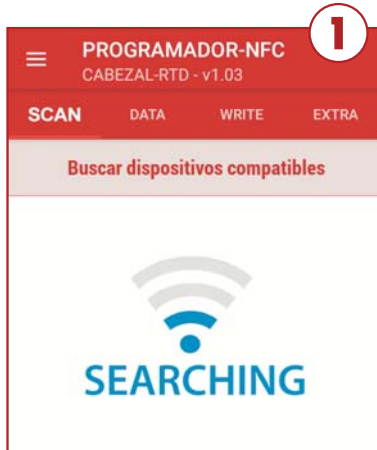 1
PROGRAMADOR-NFC
CABEZAL-RTD - v1.03
SCAN DATA WRITE EXTRA
Buscar dispositivos compatibles
SEARCHING